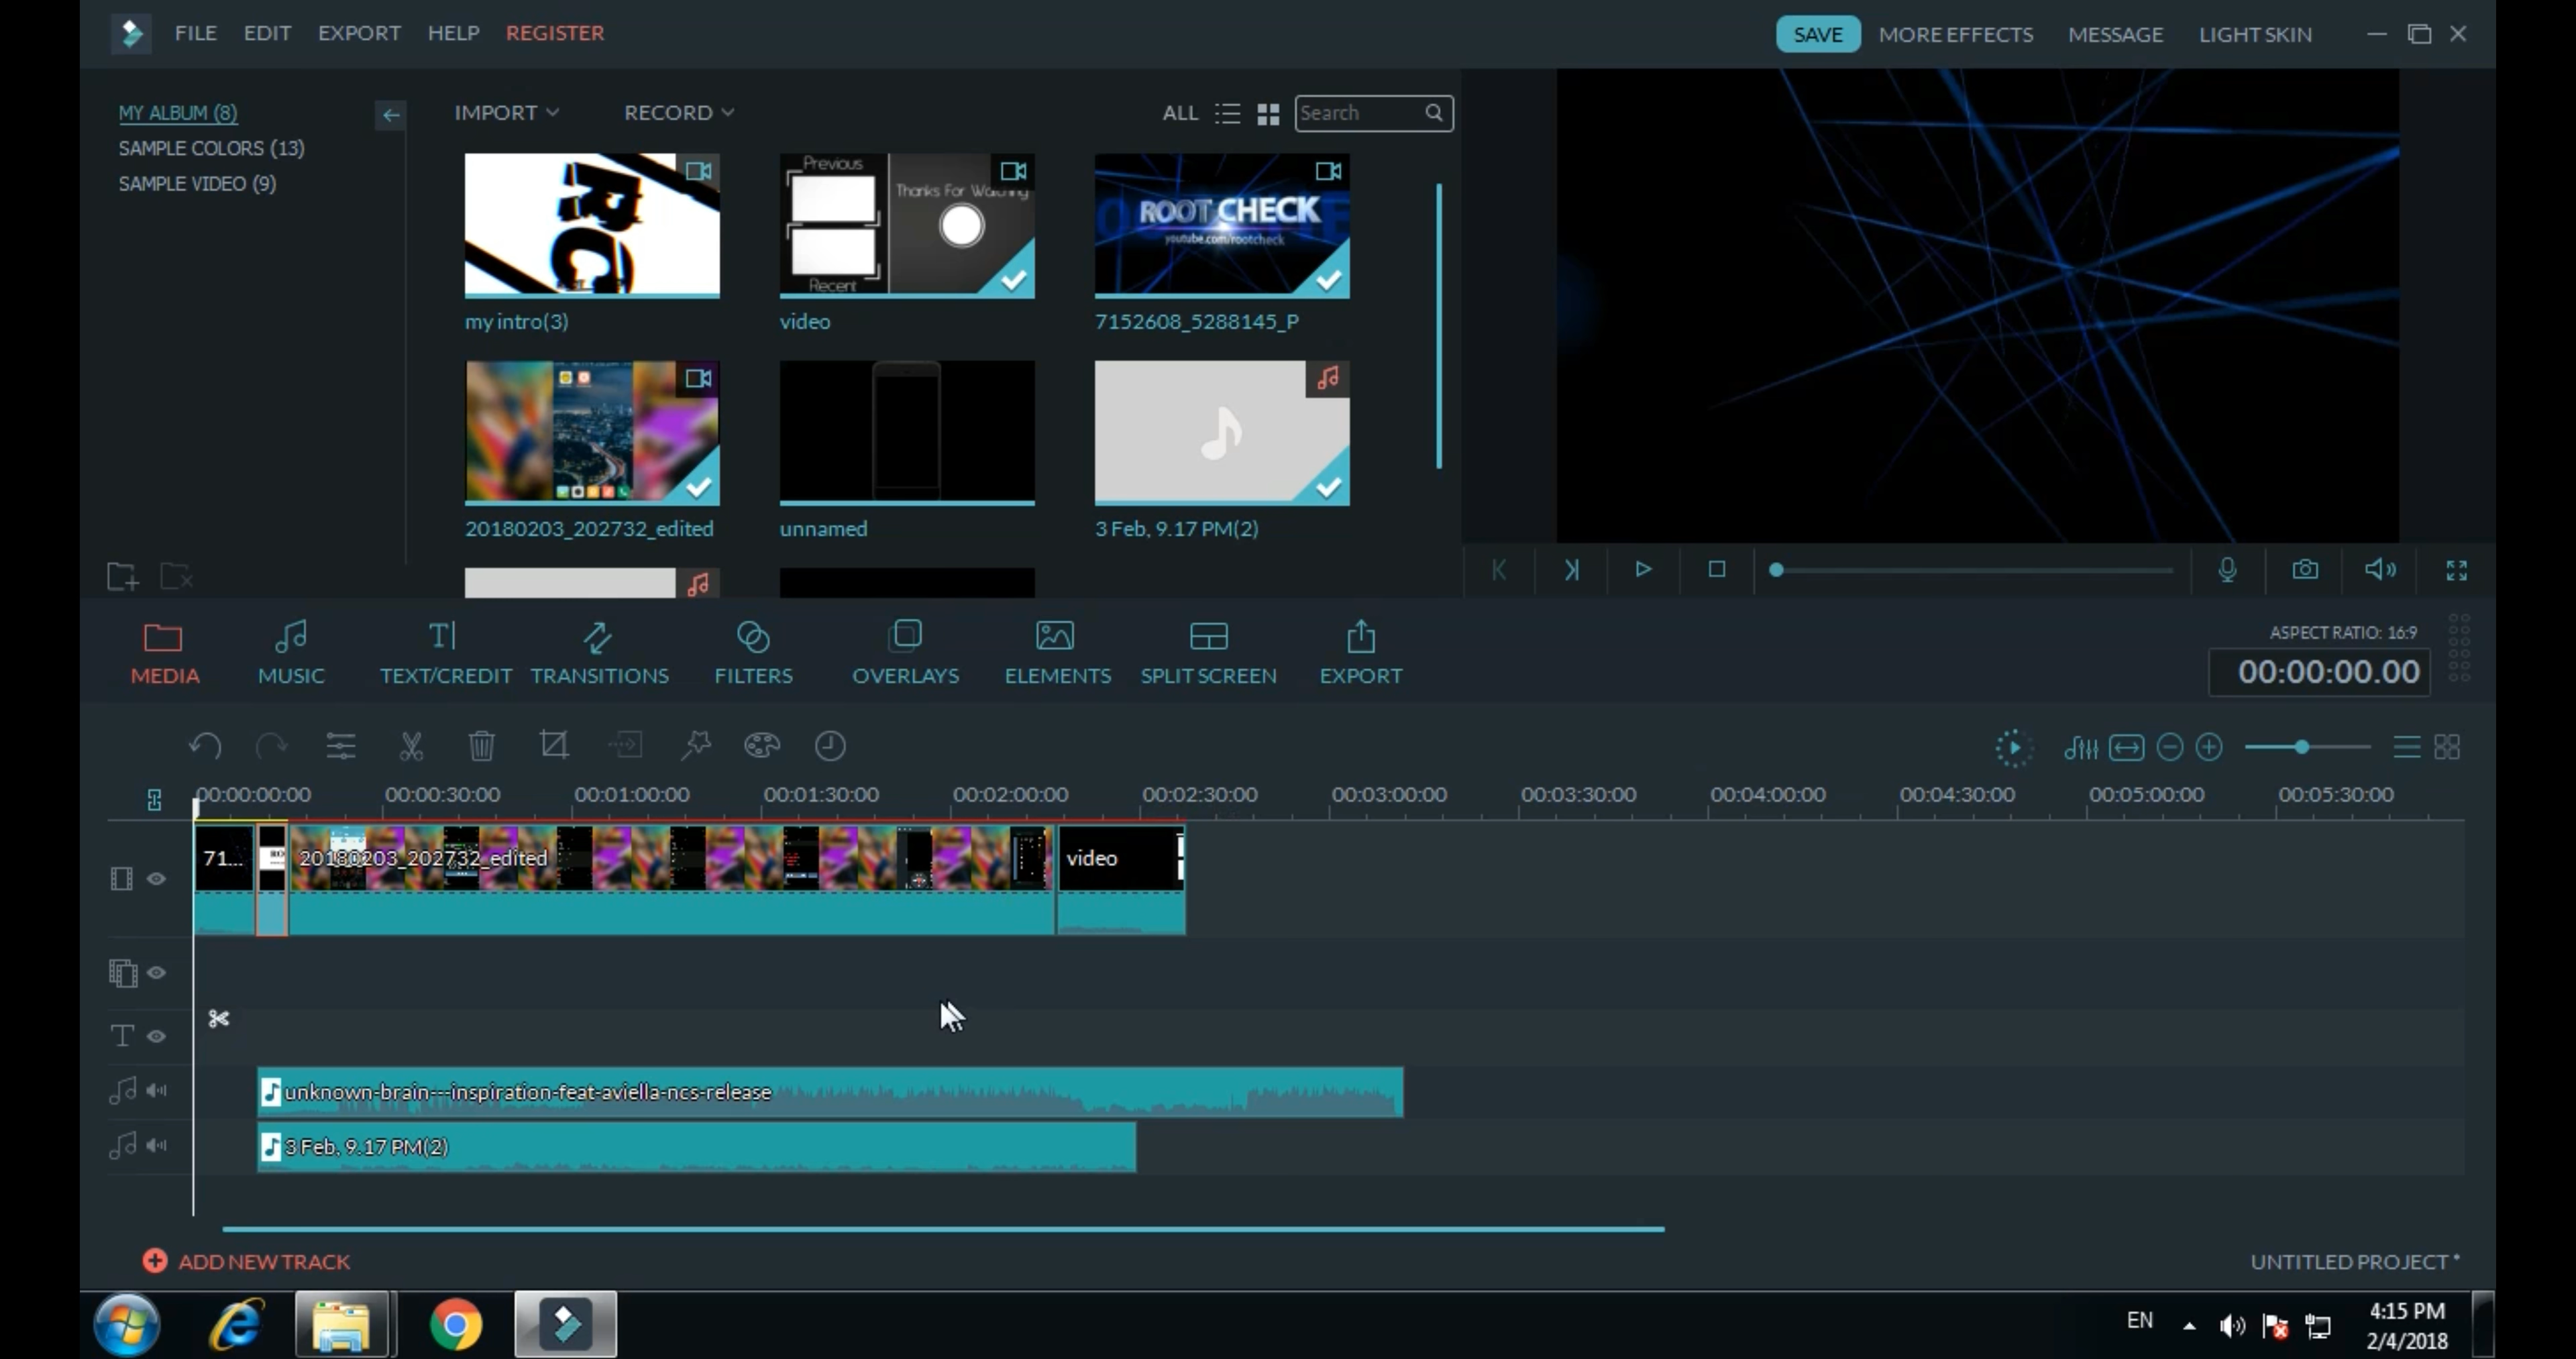 FILE EDIT EXPORT HELP REGISTER
SAVE MORE EFFECTS MESSAGE LIGHT SKIN
MY ALBUM (8)
SAMPLE COLORS (13)
SAMPLE VIDEO (9)
IMPORT RECORD ALL Search
Previous
Thanks For Watching
Recent
ROOT CHECK
youtube.com/rootcheck
my intro(3) video 7152608_5288145_P
20180203_202732_edited unnamed 3 Feb, 9.17 PM(2)
MEDIA MUSIC TEXT/CREDIT TRANSITIONS FILTERS OVERLAYS ELEMENTS SPLIT SCREEN EXPORT
ASPECT RATIO: 16:9
00:00:00.00
00:00:00:00 00:00:30:00 00:01:00:00 00:01:30:00 00:02:00:00 00:02:30:00 00:03:00:00 00:03:30:00 00:04:00:00 00:04:30:00 00:05:00:00 00:05:30:00
71... 20180203_202732_edited video
unknown-brain---inspiration-feat-aviella-ncs-release
3 Feb, 9.17 PM(2)
ADD NEW TRACK
UNTITLED PROJECT *
EN
4:15 PM
2/4/2018